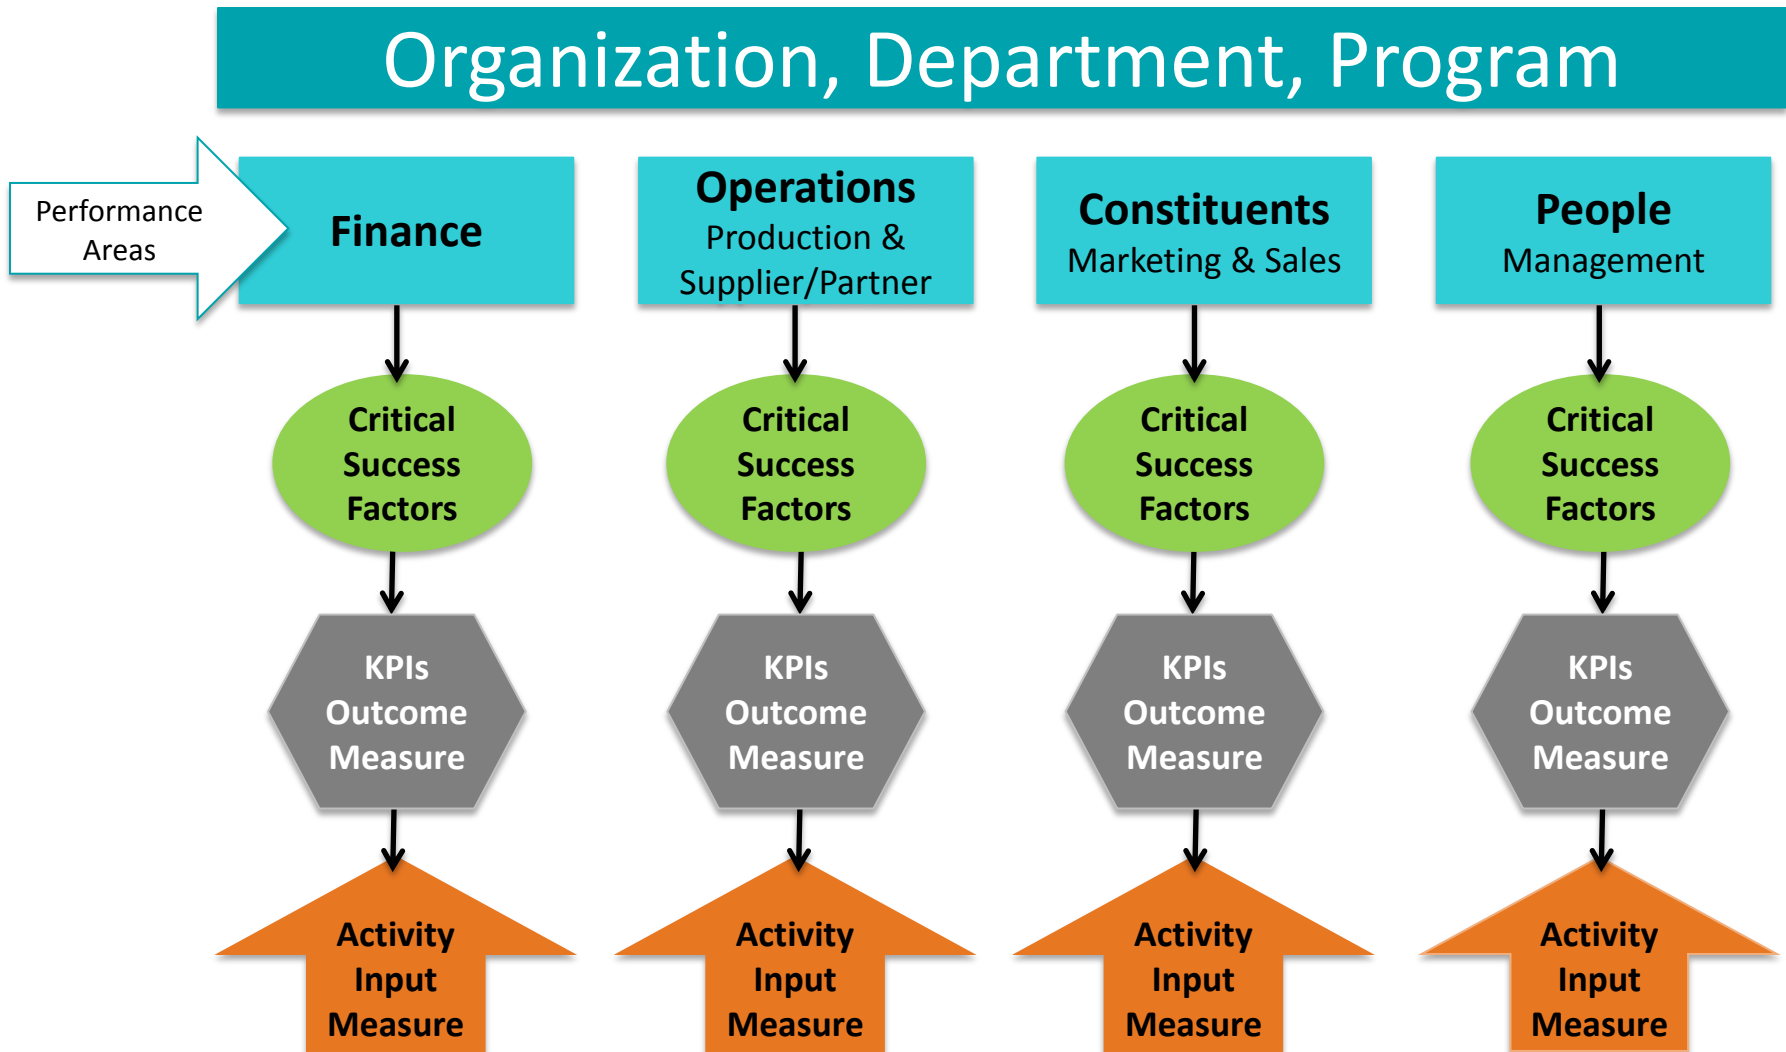 Organization, Department, Program
Performance
Areas
Finance
Operations
Production &
Supplier/Partner
Constituents
Marketing & Sales
People
Management
Critical
Success
Factors
Critical
Success
Factors
Critical
Success
Factors
Critical
Success
Factors
KPIs
Outcome
Measure
KPIs
Outcome
Measure
KPIs
Outcome
Measure
KPIs
Outcome
Measure
Activity
Input
Measure
Activity
Input
Measure
Activity
Input
Measure
Activity
Input
Measure